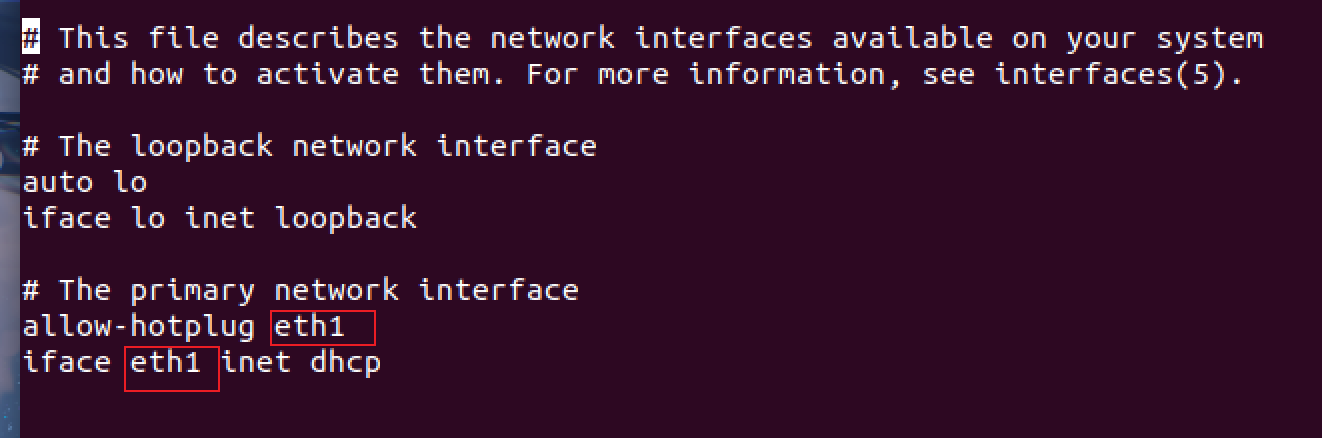 # This file describes the network interfaces available on your system
# and how to activate them. For more information, see interfaces(5).
# The loopback network interface
auto lo
iface lo inet loopback
# The primary network interface
allow-hotplug eth1
iface eth1 inet dhcp